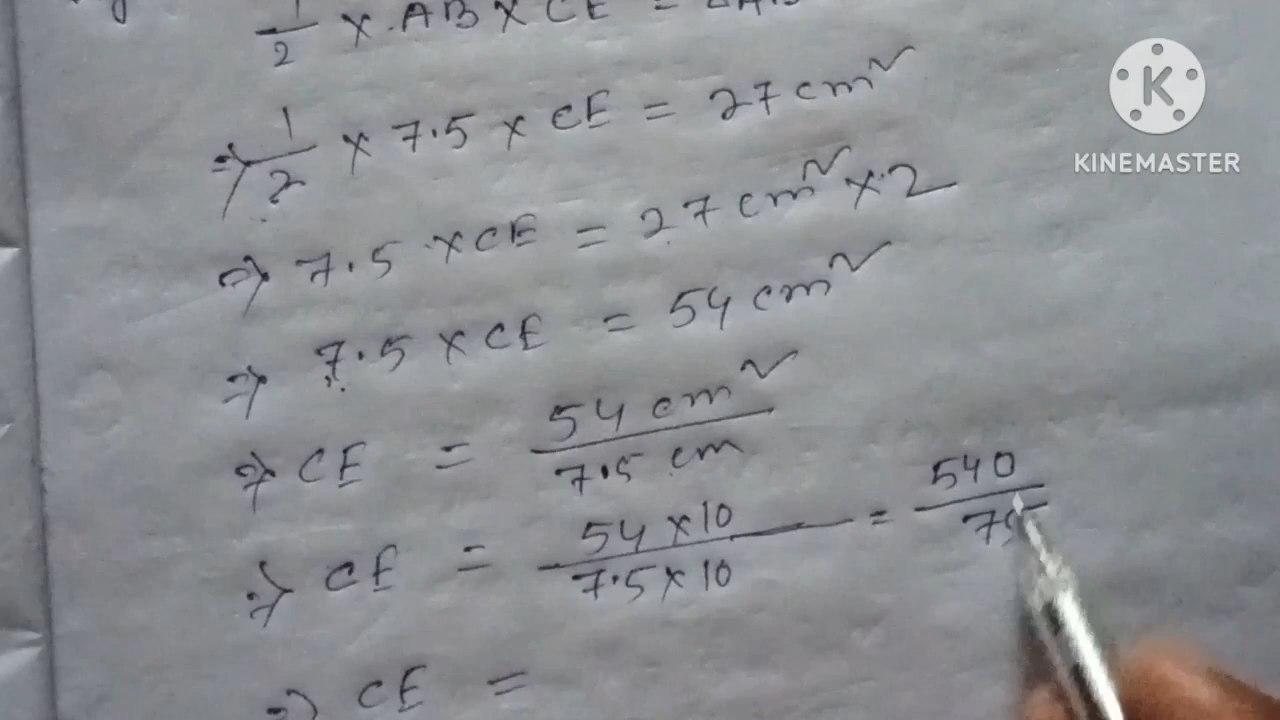 1/2 × AB × CE =
K
KINEMASTER
⇒ 1/2 × 7.5 × CE = 27 cm²
⇒ 7.5 × CE = 27 cm² × 2
⇒ 7.5 × CE = 54 cm²
⇒ CE = 54 cm² / 7.5 cm
⇒ CE = 54 × 10 / 7.5 × 10 = 540 / 75
⇒ CE =